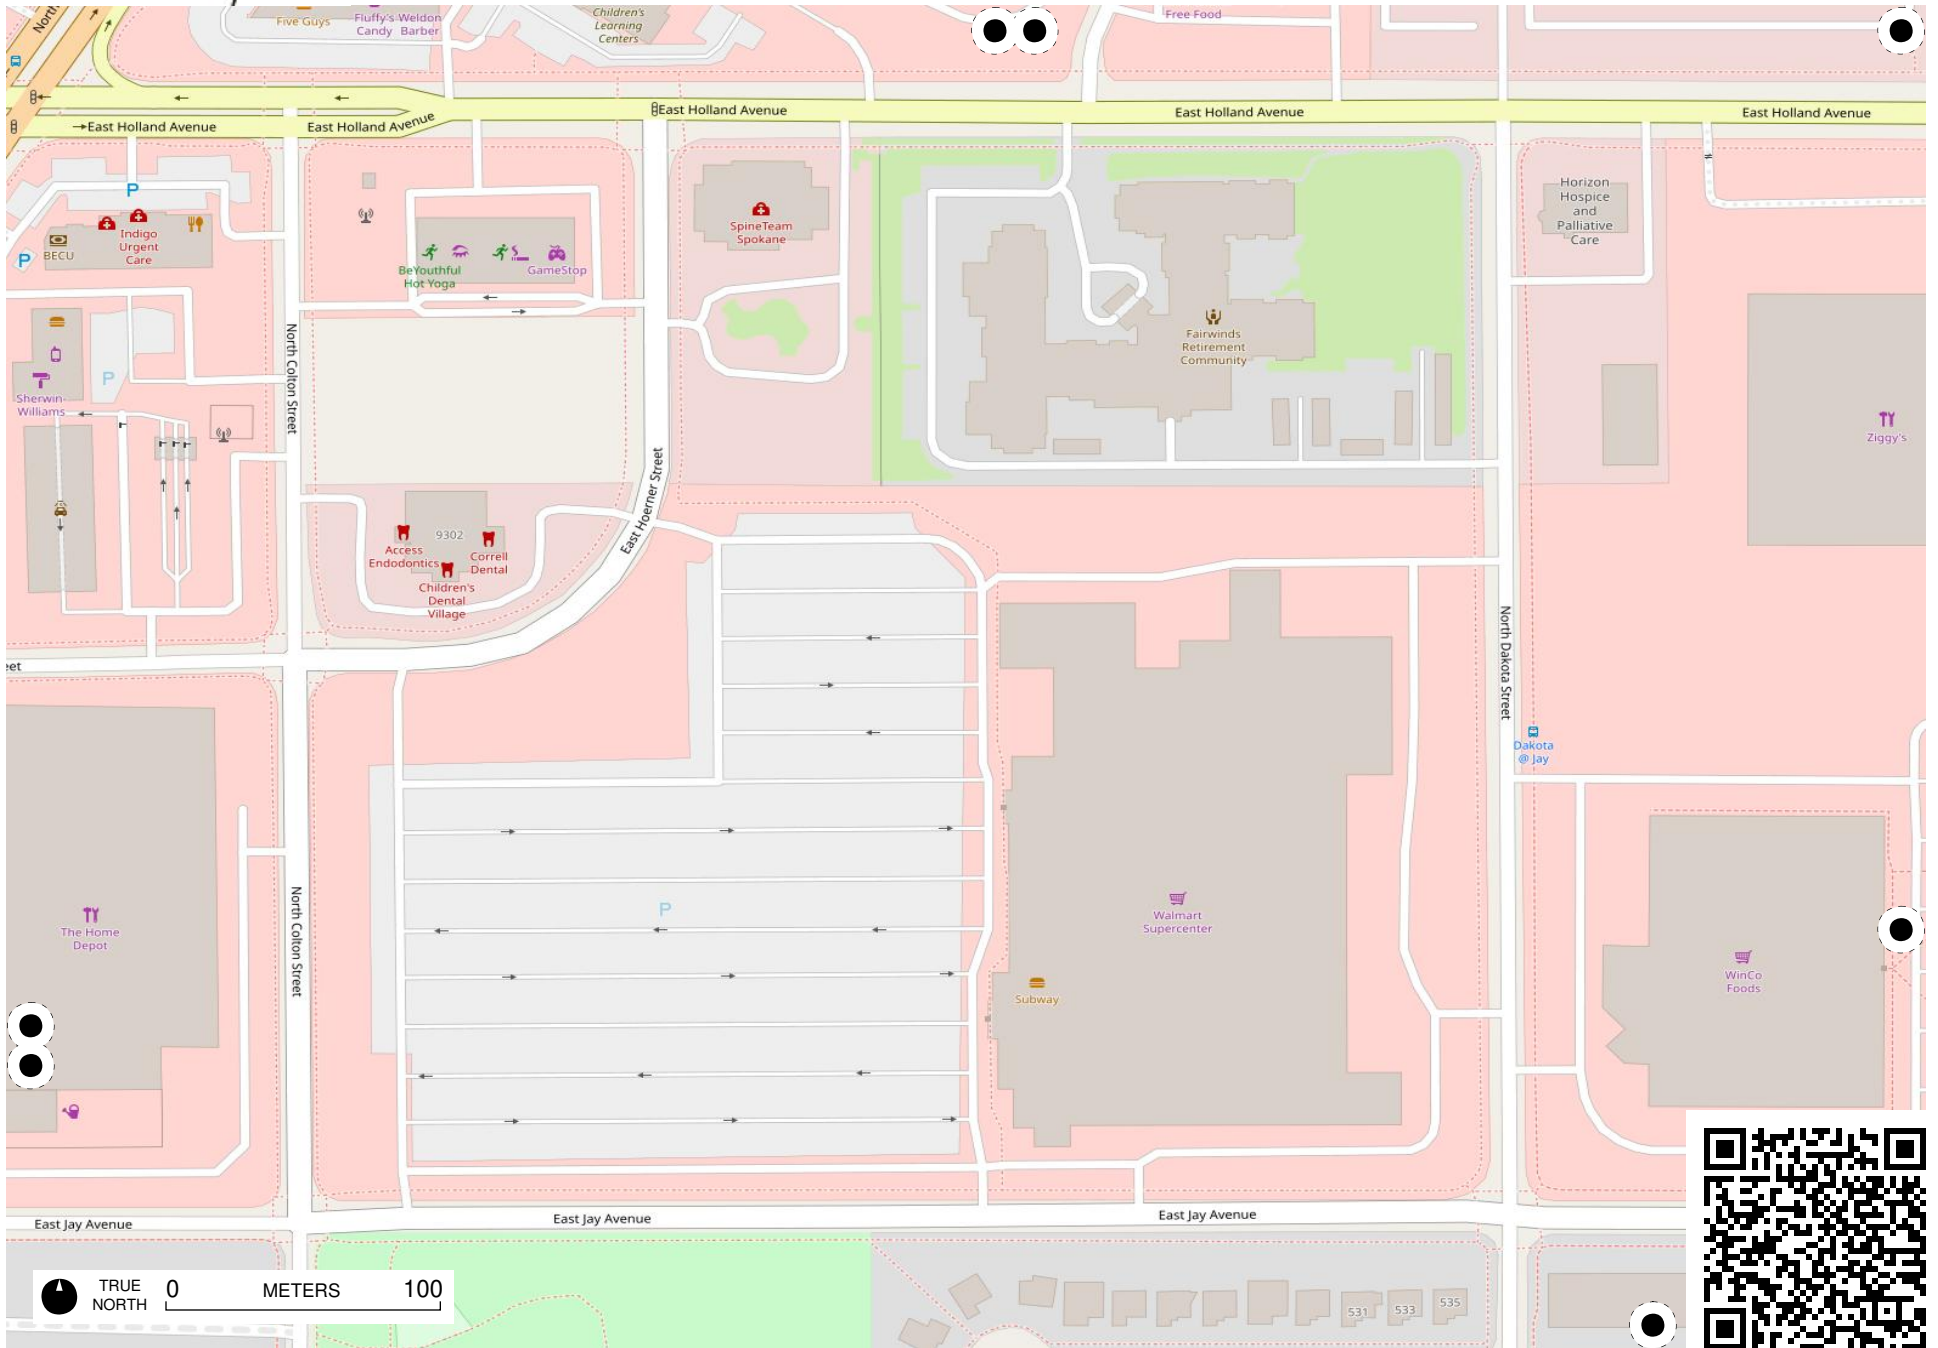 North
Five Guys
Fluffy's
Candy
Weldon
Barber
Children's
Learning
Centers
Free Food
East Holland Avenue
East Holland Avenue
East Holland Avenue
East Holland Avenue
East Holland Avenue
P
Indigo
Urgent
Care
BECU
P
BeYouthful
Hot Yoga
GameStop
SpineTeam
Spokane
Horizon
Hospice
and
Palliative
Care
Fairwinds
Retirement
Community
North Colton Street
P
Sherwin-
Williams
Ziggy's
East Hoerner Street
9302
Access
Endodontics
Correll
Dental
Children's
Dental
Village
eet
North Dakota Street
Dakota
@ Jay
The Home
Depot
North Colton Street
P
Walmart
Supercenter
Subway
WinCo
Foods
East Jay Avenue
East Jay Avenue
East Jay Avenue
TRUE
NORTH
0 METERS 100
531
533
535